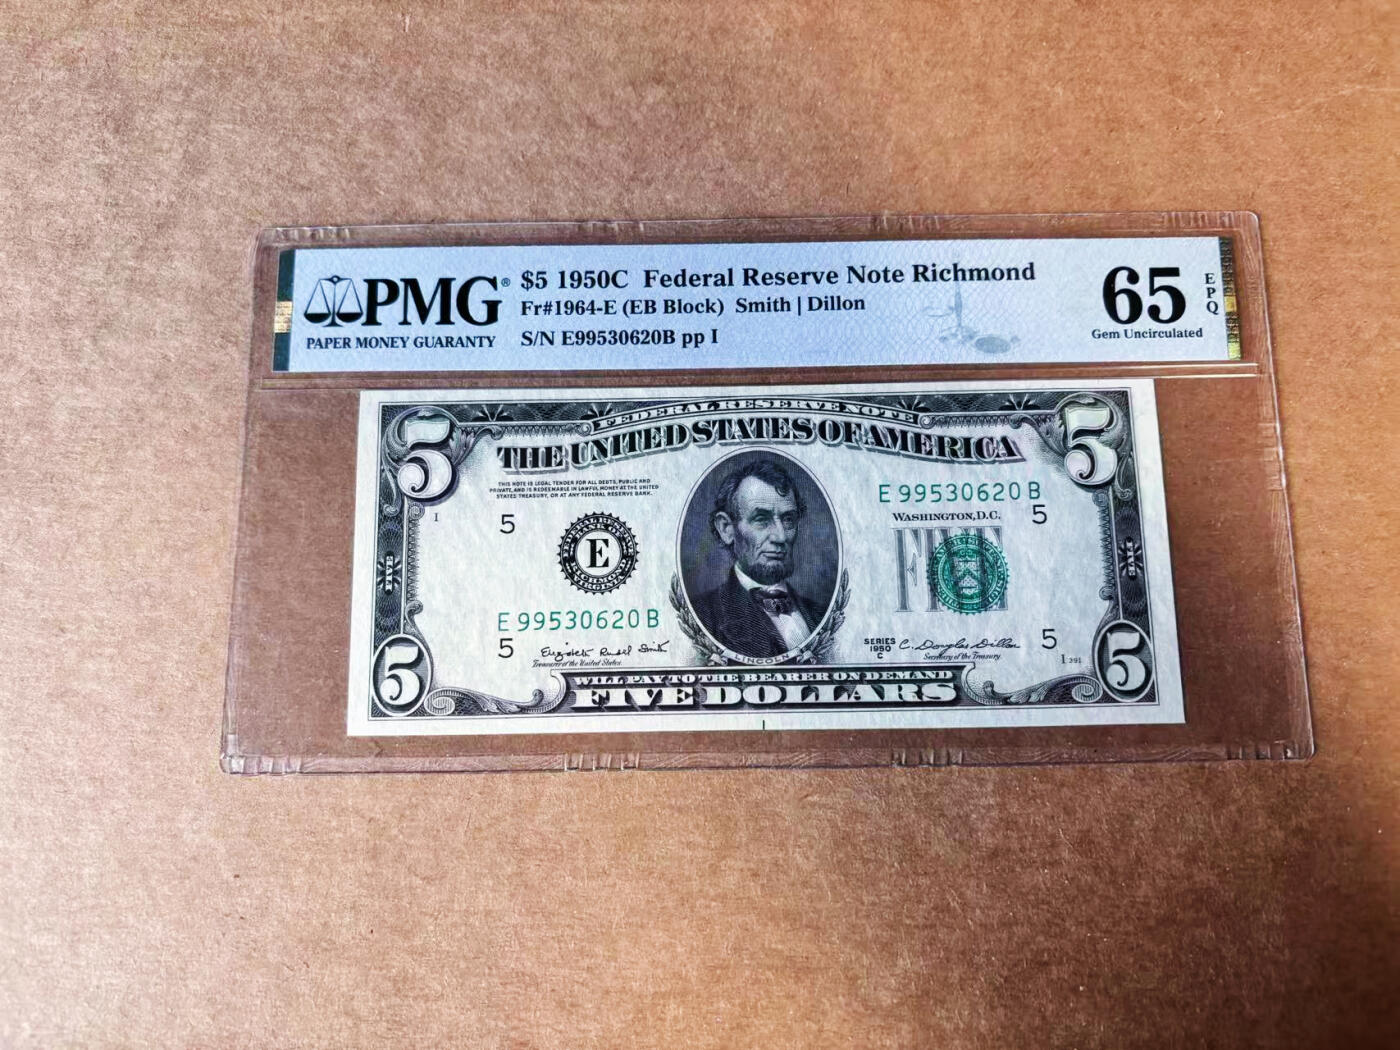 PMG®
PAPER MONEY GUARANTY
$5 1950C Federal Reserve Note Richmond
Fr#1964-E (EB Block) Smith | Dillon
S/N E99530620B pp I
65
EPQ
Gem Uncirculated
FEDERAL RESERVE NOTE
THE UNITED STATES OF AMERICA
5
5
THIS NOTE IS LEGAL TENDER FOR ALL DEBTS, PUBLIC AND
PRIVATE, AND IS REDEEMABLE IN LAWFUL MONEY AT THE UNITED
STATES TREASURY, OR AT ANY FEDERAL RESERVE BANK.
E 99530620 B
WASHINGTON, D.C.
I
5
5
E
FIVE
FIVE
E 99530620 B
5
5
Treasurer of the United States.
SERIES
1950
C
C. Douglas Dillon
Secretary of the Treasury.
I 391
LINCOLN
5
5
WILL PAY TO THE BEARER ON DEMAND
FIVE DOLLARS